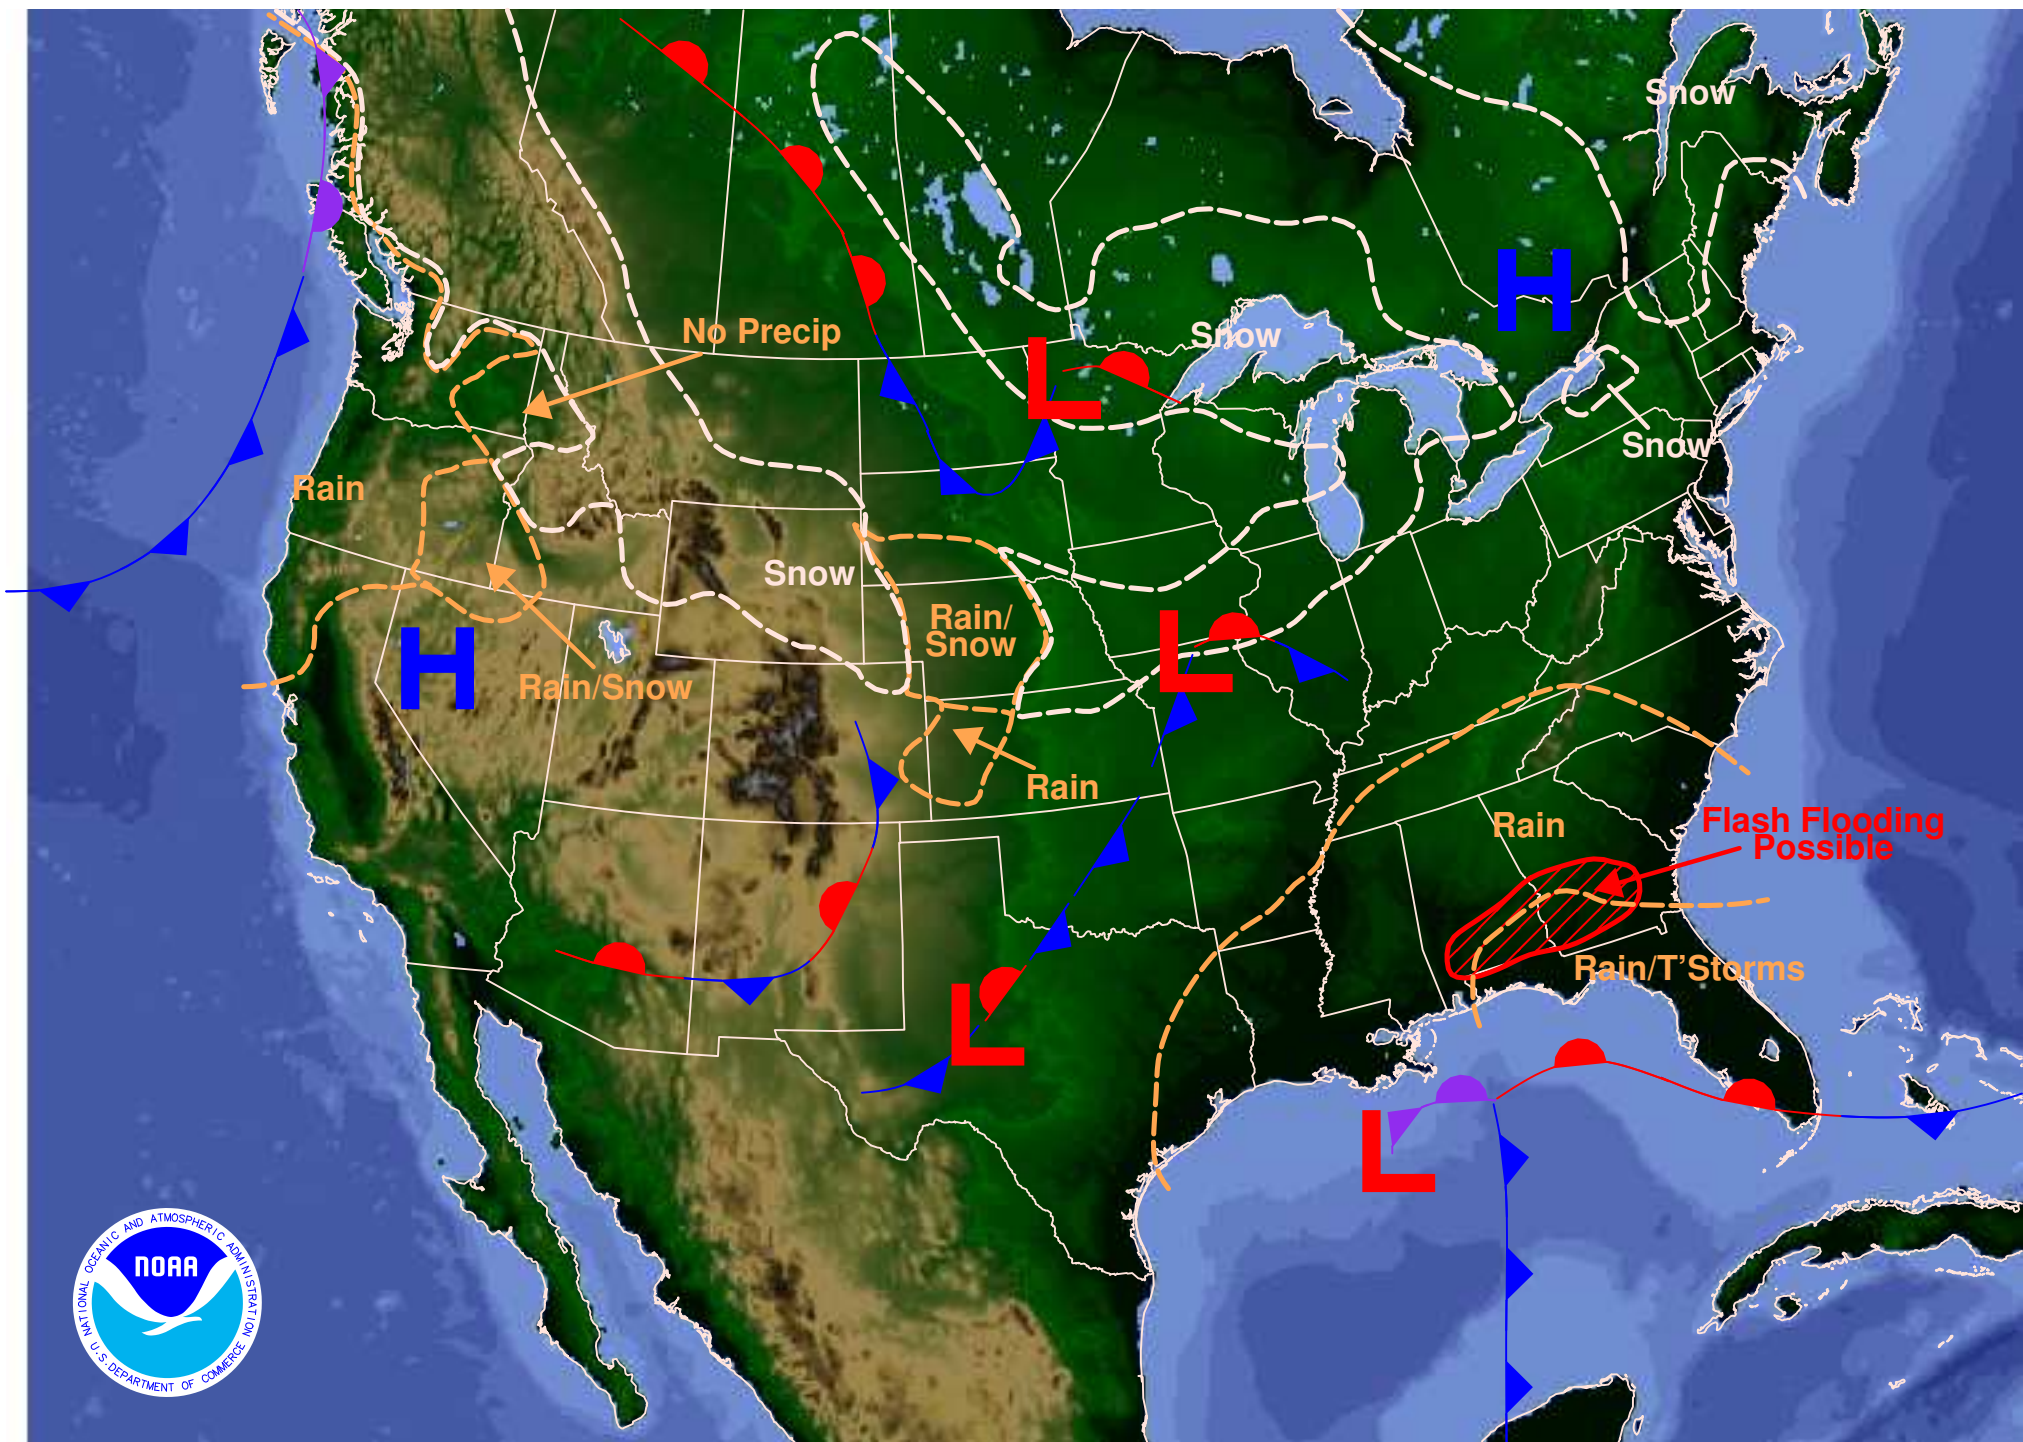 Snow
H
No Precip
Snow
L
Snow
Rain
Snow
Rain/
Snow
L
H
Rain/Snow
Rain
Rain
Flash Flooding
Possible
Rain/T'Storms
L
L
NATIONAL OCEANIC AND ATMOSPHERIC ADMINISTRATION
NOAA
U.S. DEPARTMENT OF COMMERCE